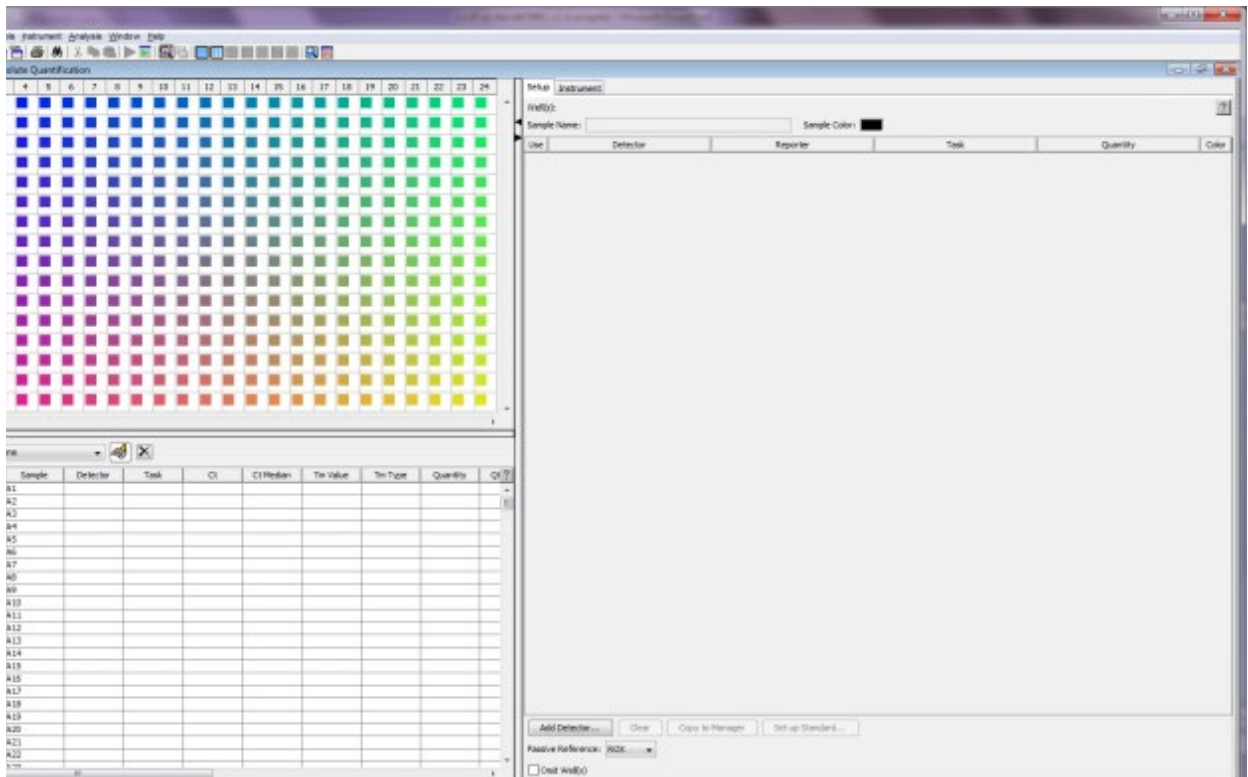 Instrument Analysis Window Help
Absolute Quantification
4 5 6 7 8 9 10 11 12 13 14 15 16 17 18 19 20 21 22 23 24
Setup Instrument
Well(s):
Sample Name: Sample Color:
Use Detector Reporter Task Quantity Color
Sample Detector Task Ct Ct Median Tm Value Tm Type Quantity
A1
A2
A3
A4
A5
A6
A7
A8
A9
A10
A11
A12
A13
A14
A15
A16
A17
A18
A19
A20
A21
A22
Add Detector... Clear Copy to Manager Set up Standard...
Passive Reference: ROX
Omit Well(s)